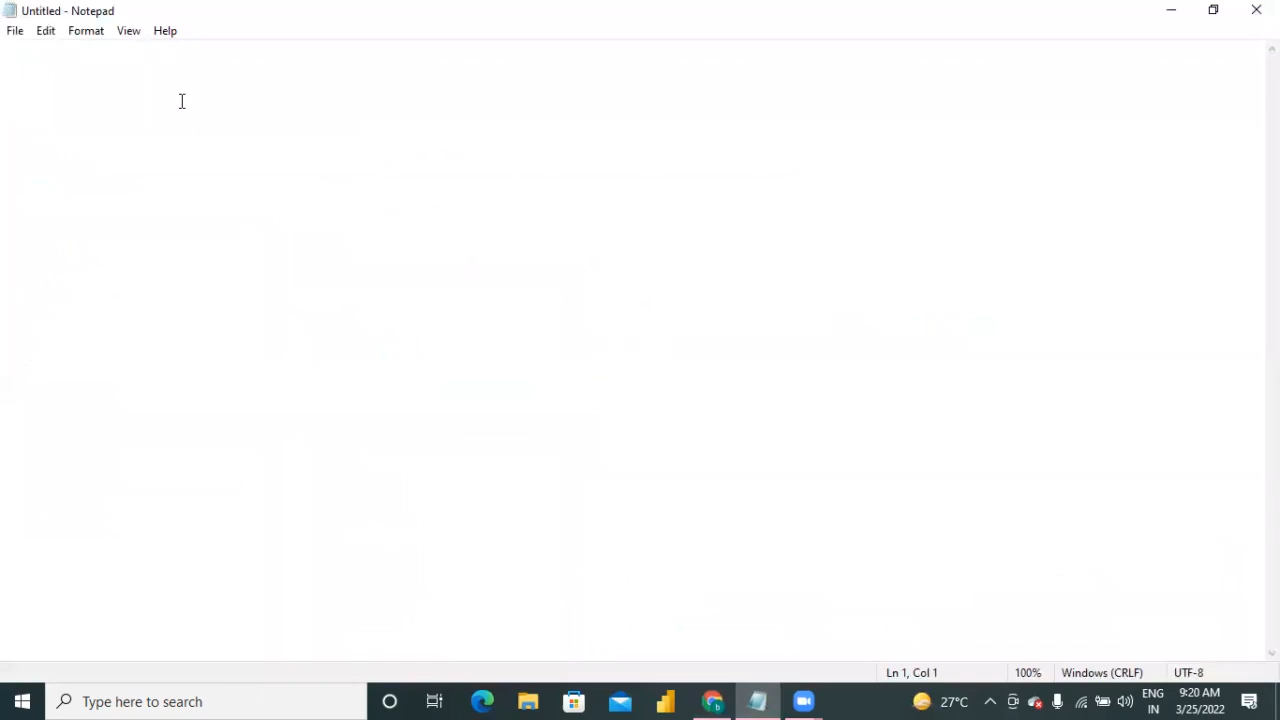 Untitled - Notepad
File Edit Format View Help
Ln 1, Col 1 100% Windows (CRLF) UTF-8
Type here to search 27°C ENG 9:20 AM
IN 3/25/2022